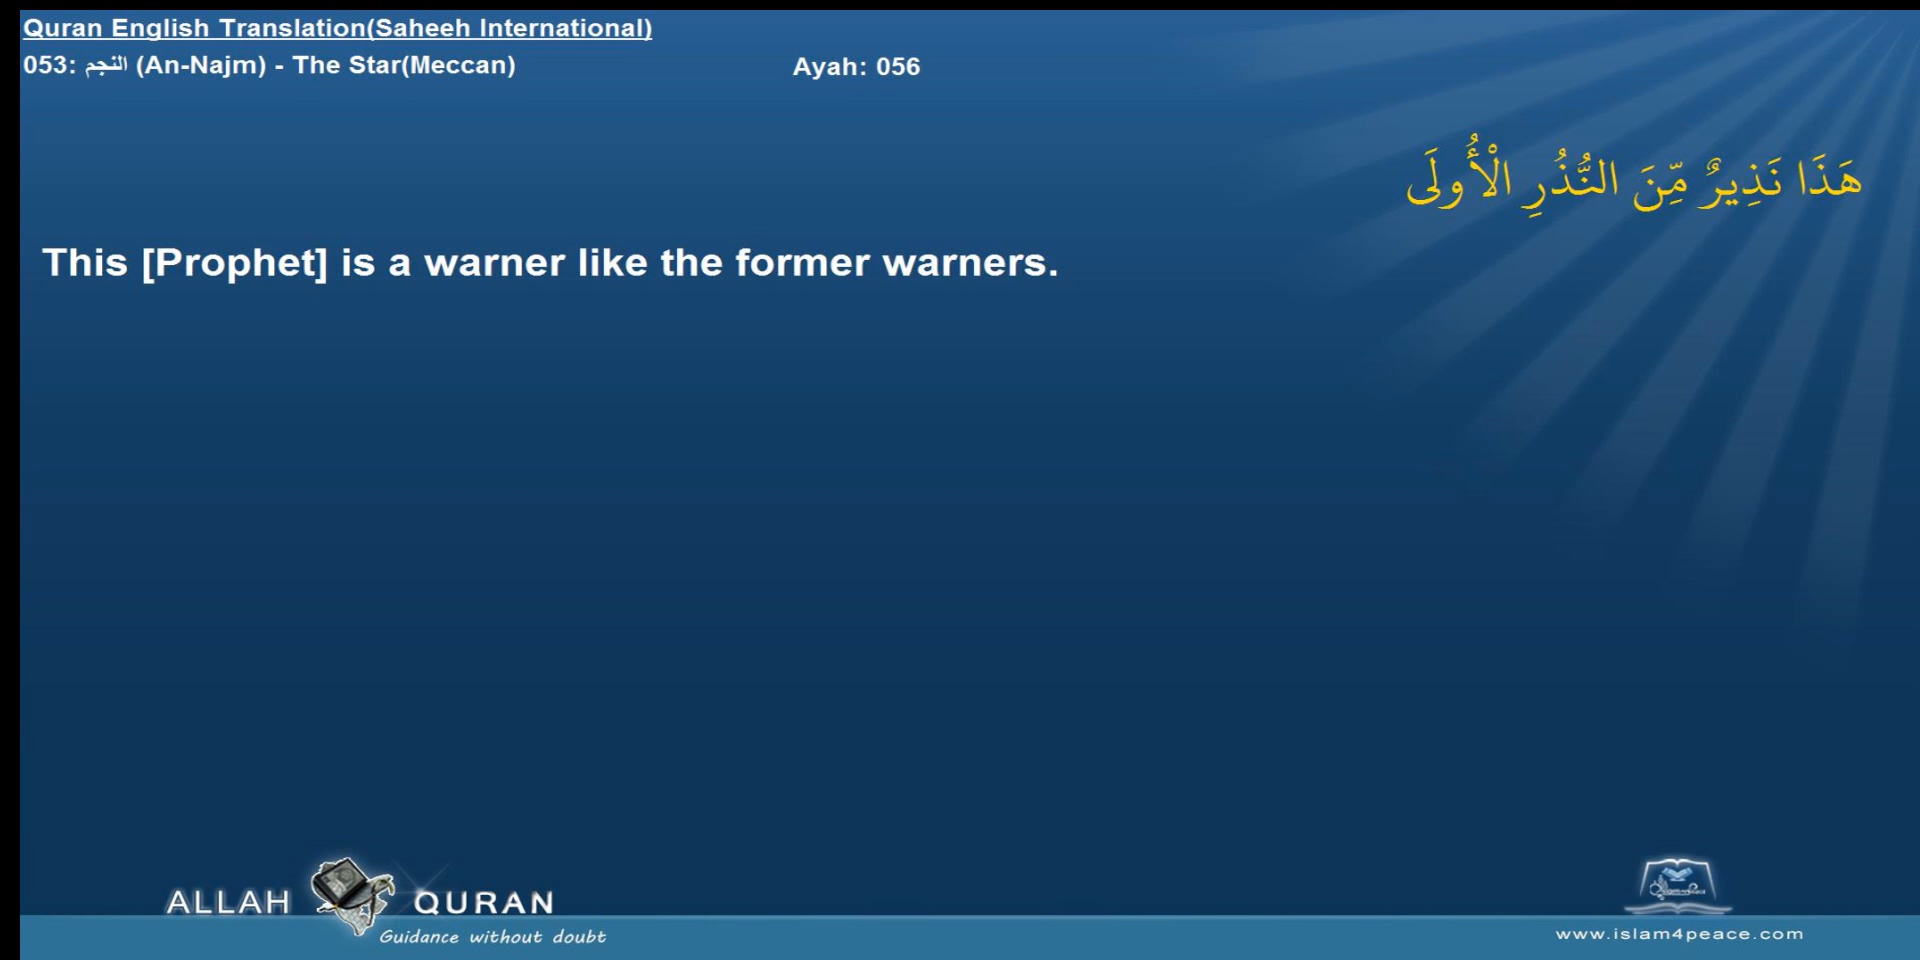 Quran English Translation(Saheeh International)
053: النجم (An-Najm) - The Star(Meccan)
Ayah: 056
هَذَا نَذِيرٌ مِّنَ النُّذُرِ الْأُولَى
This [Prophet] is a warner like the former warners.
ALLAH QURAN
Guidance without doubt
www.islam4peace.com